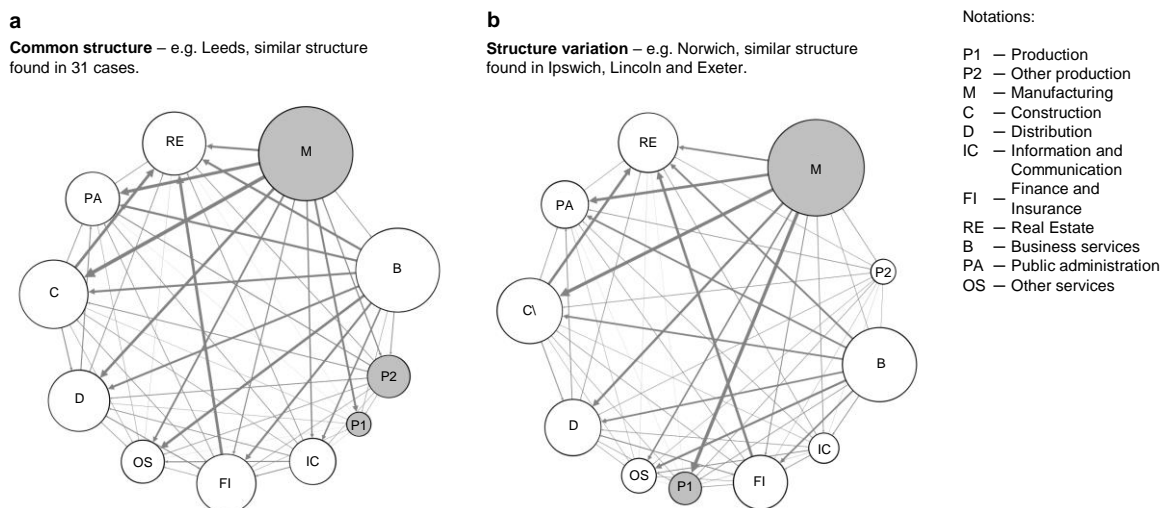 a
Common structure – e.g. Leeds, similar structure
found in 31 cases.
RE
M
PA
B
C
P2
D
P1
OS
IC
FI
b
Structure variation – e.g. Norwich, similar structure
found in Ipswich, Lincoln and Exeter.
RE
M
PA
P2
C\
B
D
IC
OS
P1
FI
Notations:
P1 – Production
P2 – Other production
M – Manufacturing
C – Construction
D – Distribution
IC – Information and
Communication
Finance and
FI – Insurance
RE – Real Estate
B – Business services
PA – Public administration
OS – Other services